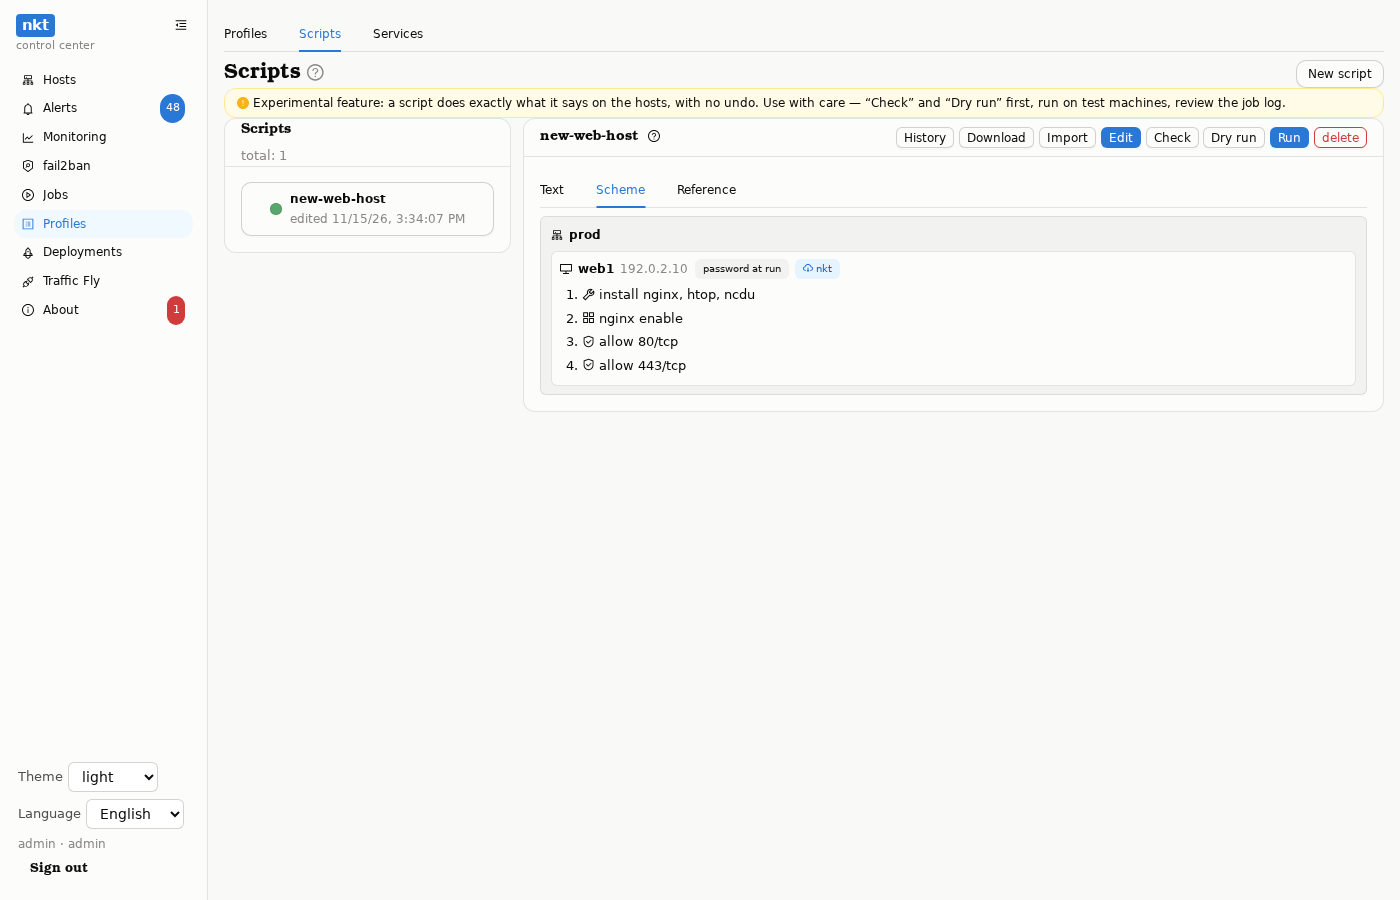 nkt
control center
Hosts
Alerts 48
Monitoring
fail2ban
Jobs
Profiles
Deployments
Traffic Fly
About 1
Theme light
Language English
admin · admin
Sign out
Profiles Scripts Services
Scripts ?
New script
Experimental feature: a script does exactly what it says on the hosts, with no undo. Use with care — “Check” and “Dry run” first, run on test machines, review the job log.
Scripts
total: 1
new-web-host
edited 11/15/26, 3:34:07 PM
new-web-host ?
History Download Import Edit Check Dry run Run delete
Text Scheme Reference
prod
web1 192.0.2.10 password at run nkt
1. install nginx, htop, ncdu
2. nginx enable
3. allow 80/tcp
4. allow 443/tcp